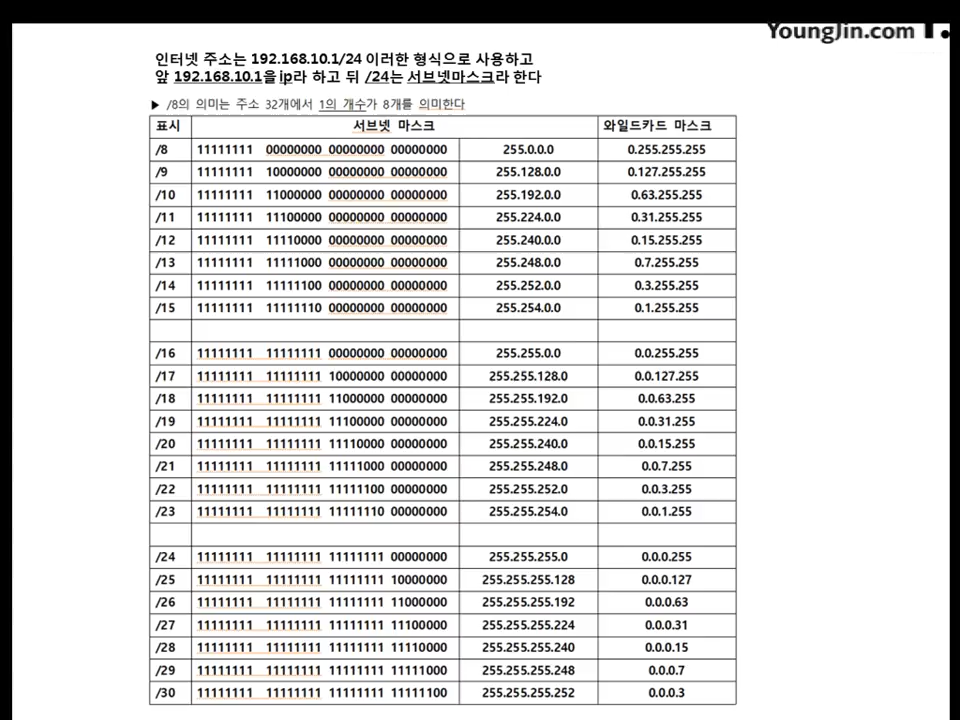 YoungJin.com
인터넷 주소는 192.168.10.1/24 이러한 형식으로 사용하고
앞 192.168.10.1을 ip라 하고 뒤 /24는 서브넷마스크라 한다
▶ /8의 의미는 주소 32개에서 1의 개수가 8개를 의미한다
표시 서브넷 마스크 와일드카드 마스크
/8 11111111 00000000 00000000 00000000 255.0.0.0 0.255.255.255
/9 11111111 10000000 00000000 00000000 255.128.0.0 0.127.255.255
/10 11111111 11000000 00000000 00000000 255.192.0.0 0.63.255.255
/11 11111111 11100000 00000000 00000000 255.224.0.0 0.31.255.255
/12 11111111 11110000 00000000 00000000 255.240.0.0 0.15.255.255
/13 11111111 11111000 00000000 00000000 255.248.0.0 0.7.255.255
/14 11111111 11111100 00000000 00000000 255.252.0.0 0.3.255.255
/15 11111111 11111110 00000000 00000000 255.254.0.0 0.1.255.255
/16 11111111 11111111 00000000 00000000 255.255.0.0 0.0.255.255
/17 11111111 11111111 10000000 00000000 255.255.128.0 0.0.127.255
/18 11111111 11111111 11000000 00000000 255.255.192.0 0.0.63.255
/19 11111111 11111111 11100000 00000000 255.255.224.0 0.0.31.255
/20 11111111 11111111 11110000 00000000 255.255.240.0 0.0.15.255
/21 11111111 11111111 11111000 00000000 255.255.248.0 0.0.7.255
/22 11111111 11111111 11111100 00000000 255.255.252.0 0.0.3.255
/23 11111111 11111111 11111110 00000000 255.255.254.0 0.0.1.255
/24 11111111 11111111 11111111 00000000 255.255.255.0 0.0.0.255
/25 11111111 11111111 11111111 10000000 255.255.255.128 0.0.0.127
/26 11111111 11111111 11111111 11000000 255.255.255.192 0.0.0.63
/27 11111111 11111111 11111111 11100000 255.255.255.224 0.0.0.31
/28 11111111 11111111 11111111 11110000 255.255.255.240 0.0.0.15
/29 11111111 11111111 11111111 11111000 255.255.255.248 0.0.0.7
/30 11111111 11111111 11111111 11111100 255.255.255.252 0.0.0.3